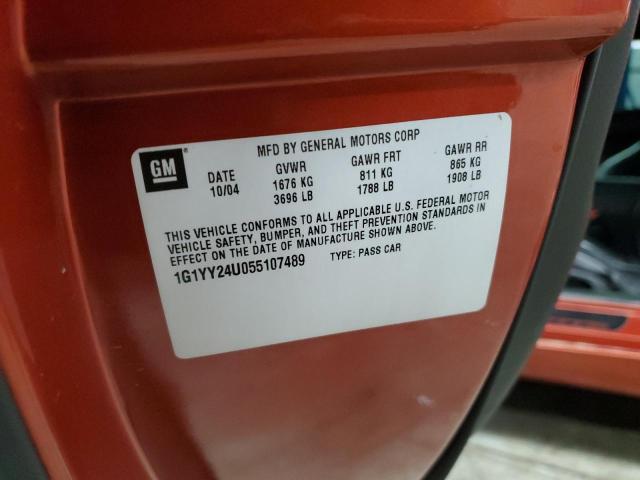 GM
MFD BY GENERAL MOTORS CORP
DATE GVWR GAWR FRT GAWR RR
10/04 1676 KG 811 KG 865 KG
3696 LB 1788 LB 1908 LB
THIS VEHICLE CONFORMS TO ALL APPLICABLE U.S. FEDERAL MOTOR
VEHICLE SAFETY, BUMPER, AND THEFT PREVENTION STANDARDS IN
EFFECT ON THE DATE OF MANUFACTURE SHOWN ABOVE.
1G1YY24U055107489 TYPE: PASS CAR